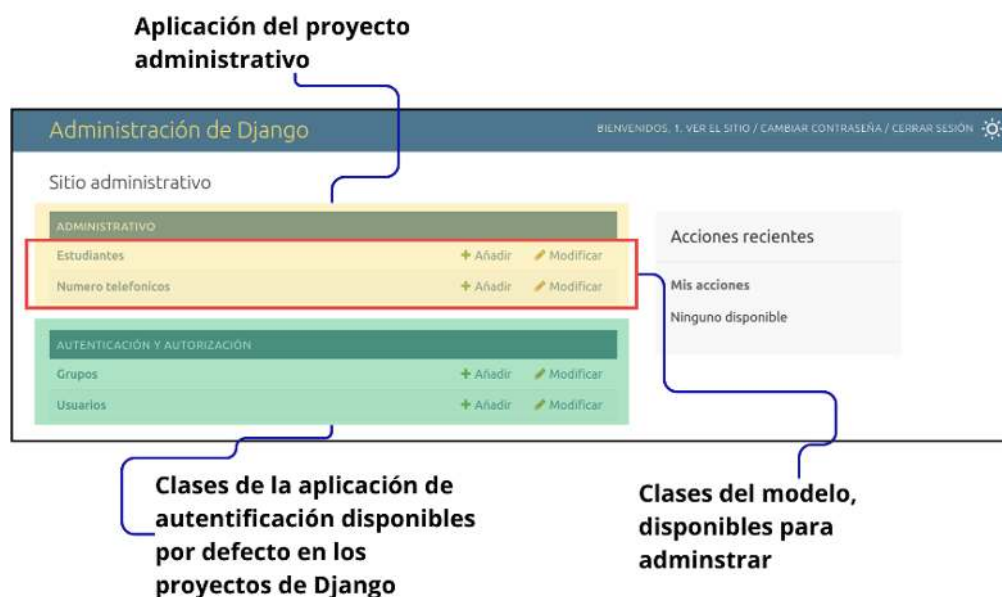 Aplicación del proyecto
administrativo
Administración de Django
BIENVENIDOS, 1. VER EL SITIO / CAMBIAR CONTRASEÑA / CERRAR SESIÓN
Sitio administrativo
ADMINISTRATIVO
Estudiantes + Añadir Modificar
Numero telefonicos + Añadir Modificar
AUTENTICACIÓN Y AUTORIZACIÓN
Grupos + Añadir Modificar
Usuarios + Añadir Modificar
Acciones recientes
Mis acciones
Ninguno disponible
Clases de la aplicación de
autentificación disponibles
por defecto en los
proyectos de Django
Clases del modelo,
disponibles para
adminstrar